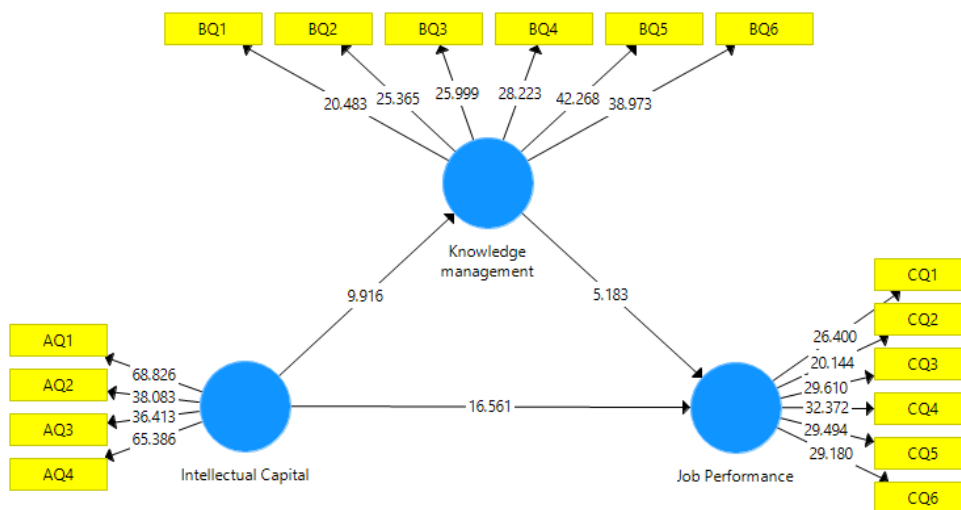 BQ1 BQ2 BQ3 BQ4 BQ5 BQ6
20.483 25.365 25.999 28.223 42.268 38.973
Knowledge
management
9.916 5.183
CQ1
CQ2
CQ3
CQ4
CQ5
CQ6
26.400
20.144
29.610
32.372
29.494
29.180
AQ1
AQ2
AQ3
AQ4
68.826
38.083
36.413
65.386
16.561
Intellectual Capital
Job Performance